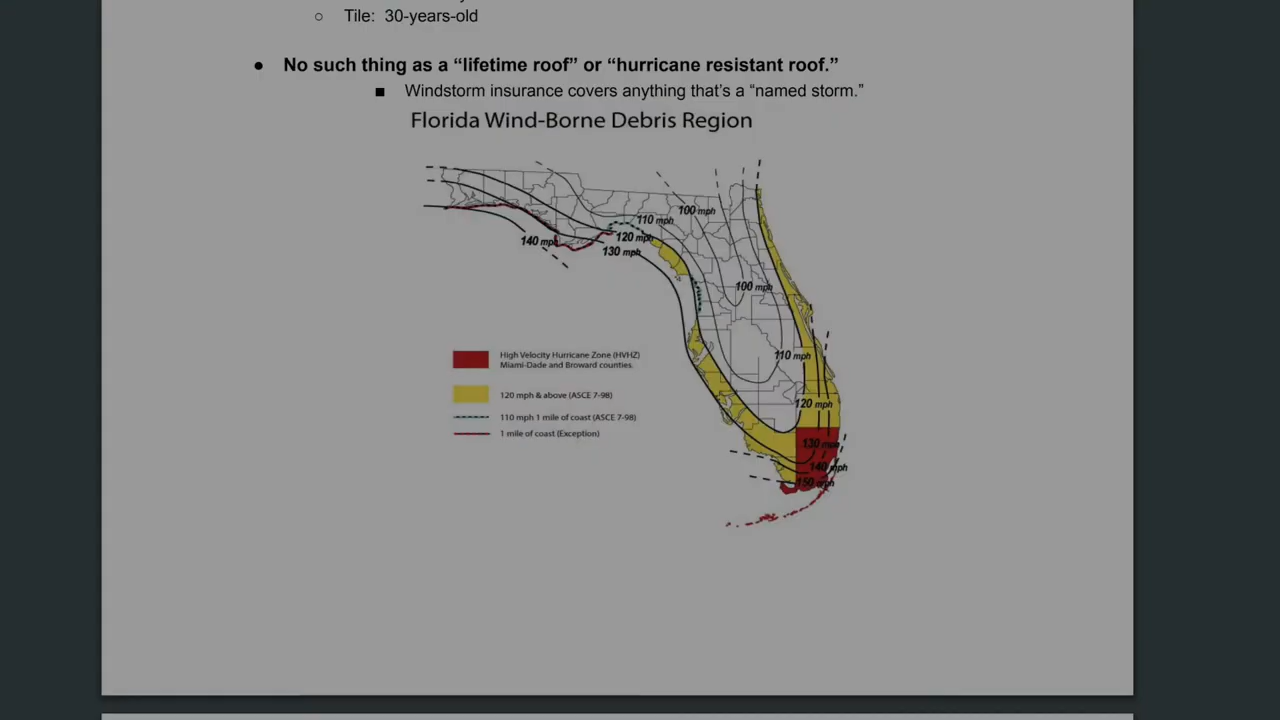 ○ Tile: 30-years-old
● No such thing as a “lifetime roof” or “hurricane resistant roof.”
■ Windstorm insurance covers anything that’s a “named storm.”
Florida Wind-Borne Debris Region
100 mph
110 mph
120 mph
140 mph
130 mph
100 mph
110 mph
High Velocity Hurricane Zone (HVHZ)
Miami-Dade and Broward counties.
120 mph & above (ASCE 7-98)
120 mph
110 mph 1 mile of coast (ASCE 7-98)
1 mile of coast (Exception)
130 mph
140 mph
150 mph